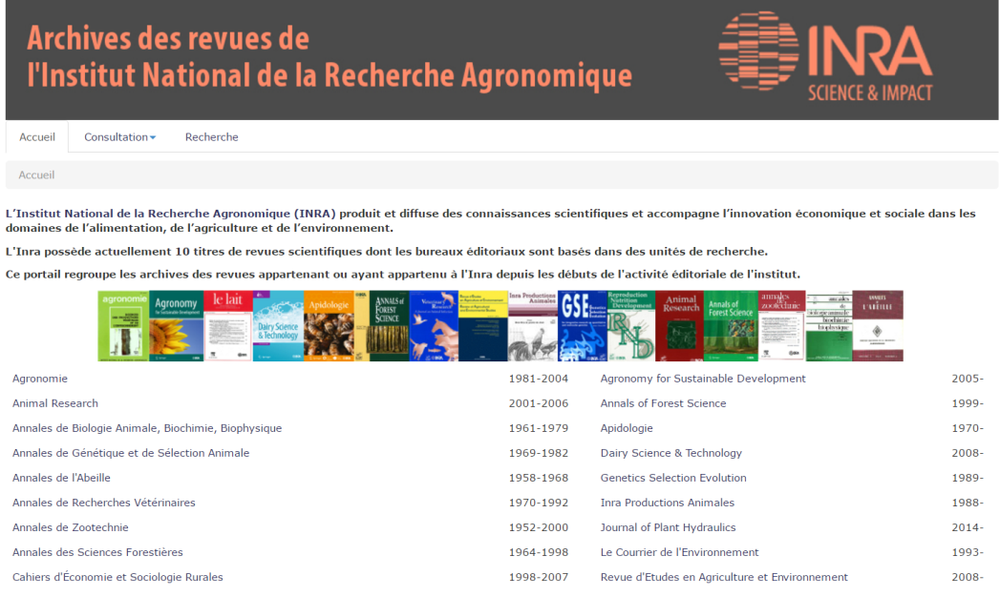 Archives des revues de
l'Institut National de la Recherche Agronomique
INRA
SCIENCE & IMPACT
Accueil Consultation Recherche
Accueil
L’Institut National de la Recherche Agronomique (INRA) produit et diffuse des connaissances scientifiques et accompagne l’innovation économique et sociale dans les
domaines de l’alimentation, de l’agriculture et de l’environnement.
L'Inra possède actuellement 10 titres de revues scientifiques dont les bureaux éditoriaux sont basés dans des unités de recherche.
Ce portail regroupe les archives des revues appartenant ou ayant appartenu à l'Inra depuis les débuts de l'activité éditoriale de l'institut.
agronomie
Agronomy
for Sustainable Development
le lait
Dairy Science
& Technology
Apidologie
ANNALS of
FOREST
SCIENCE
Veterinary
Research
Inra Productions
Animales
GSE
Reproduction
Nutrition
Development
RND
Animal
Research
Annals of
Forest Science
annales
de
zootechnie
annales
de
biologie animale
biochimie
biophysique
ANNALES
DE
L'ABEILLE
Agronomie 1981-2004 Agronomy for Sustainable Development 2005-
Animal Research 2001-2006 Annals of Forest Science 1999-
Annales de Biologie Animale, Biochimie, Biophysique 1961-1979 Apidologie 1970-
Annales de Génétique et de Sélection Animale 1969-1982 Dairy Science & Technology 2008-
Annales de l'Abeille 1958-1968 Genetics Selection Evolution 1989-
Annales de Recherches Vétérinaires 1970-1992 Inra Productions Animales 1988-
Annales de Zootechnie 1952-2000 Journal of Plant Hydraulics 2014-
Annales des Sciences Forestières 1964-1998 Le Courrier de l'Environnement 1993-
Cahiers d'Économie et Sociologie Rurales 1998-2007 Revue d'Etudes en Agriculture et Environnement 2008-